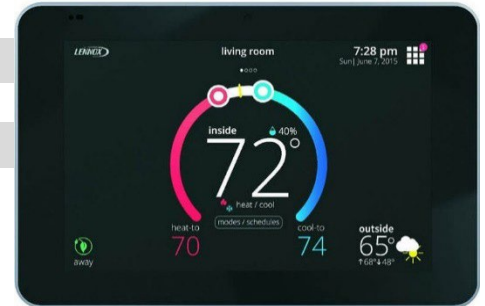 LENNOX
living room
7:28 pm
Sun| June 7, 2015
inside
40%
72°
heat / cool
modes / schedules
heat-to
70
cool-to
74
outside
65°
↑68°↓48°
away